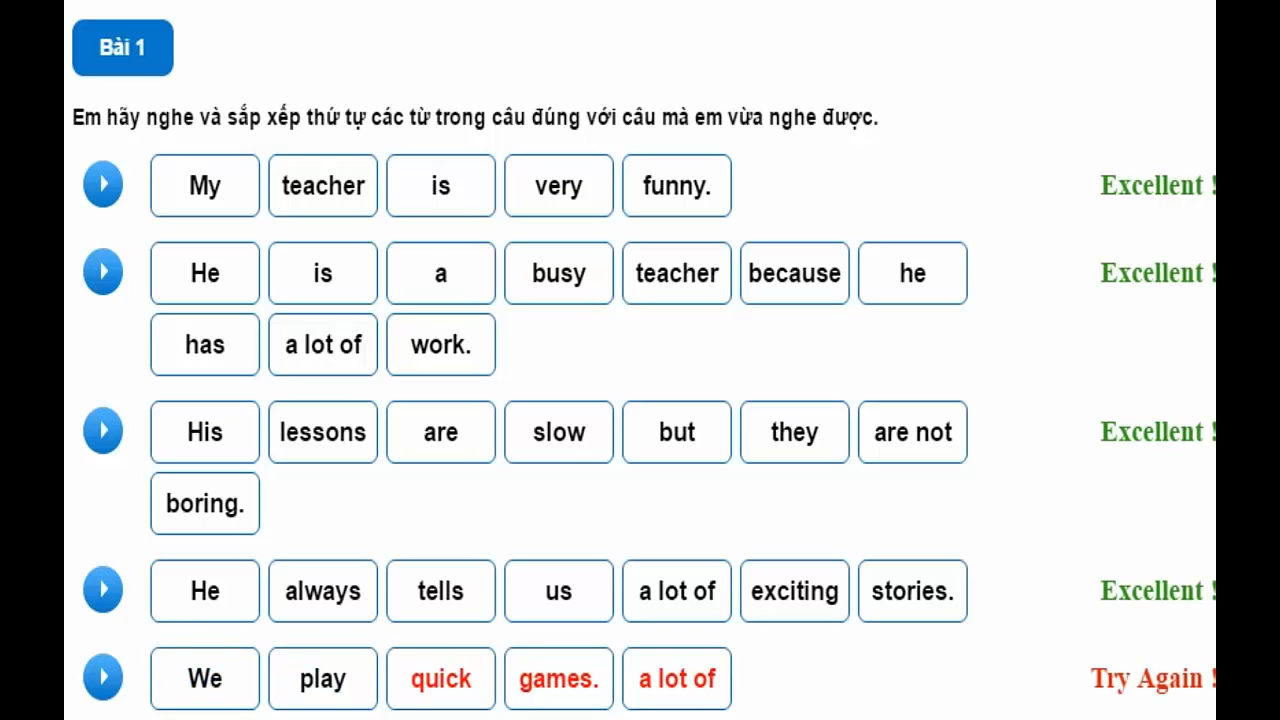 Bài 1
Em hãy nghe và sắp xếp thứ tự các từ trong câu đúng với câu mà em vừa nghe được.
My teacher is very funny. Excellent !
He is a busy teacher because he Excellent !
has a lot of work.
His lessons are slow but they are not Excellent !
boring.
He always tells us a lot of exciting stories. Excellent !
We play quick games. a lot of Try Again !